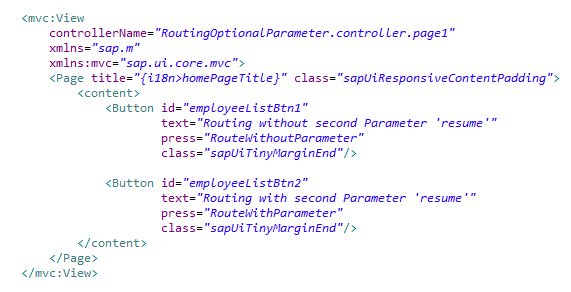 <mvc:View
controllerName="RoutingOptionalParameter.controller.page1"
xmlns="sap.m"
xmlns:mvc="sap.ui.core.mvc">
<Page title="{i18n>homePageTitle}" class="sapUiResponsiveContentPadding">
<content>
<Button id="employeeListBtn1"
text="Routing without second Parameter 'resume'"
press="RouteWithoutParameter"
class="sapUiTinyMarginEnd"/>
<Button id="employeeListBtn2"
text="Routing with second Parameter 'resume'"
press="RouteWithParameter"
class="sapUiTinyMarginEnd"/>
</content>
</Page>
</mvc:View>